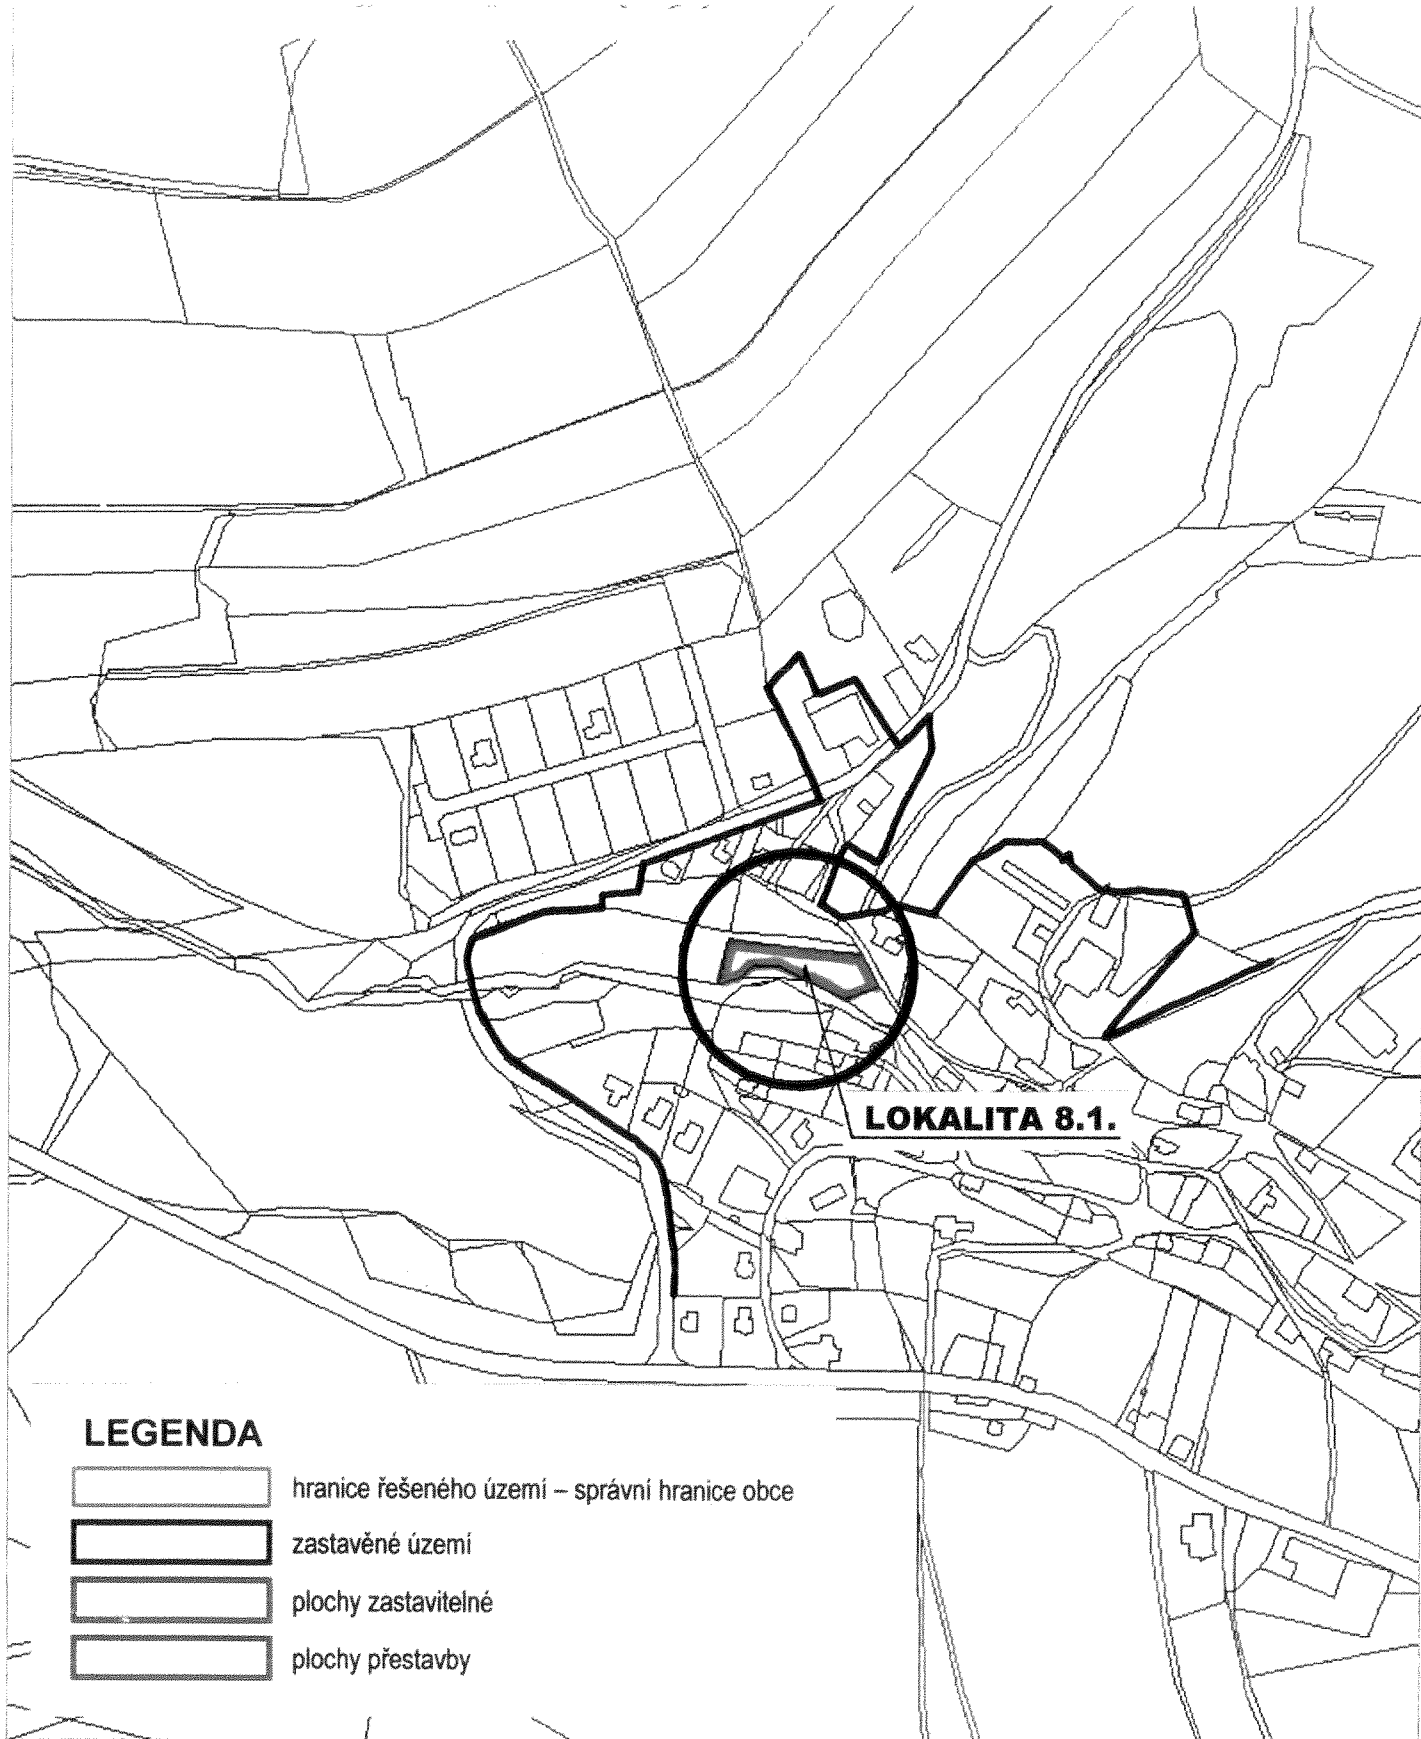 LOKALITA 8.1.
LEGENDA
hranice řešeného území – správní hranice obce
zastavěné území
plochy zastavitelné
plochy přestavby